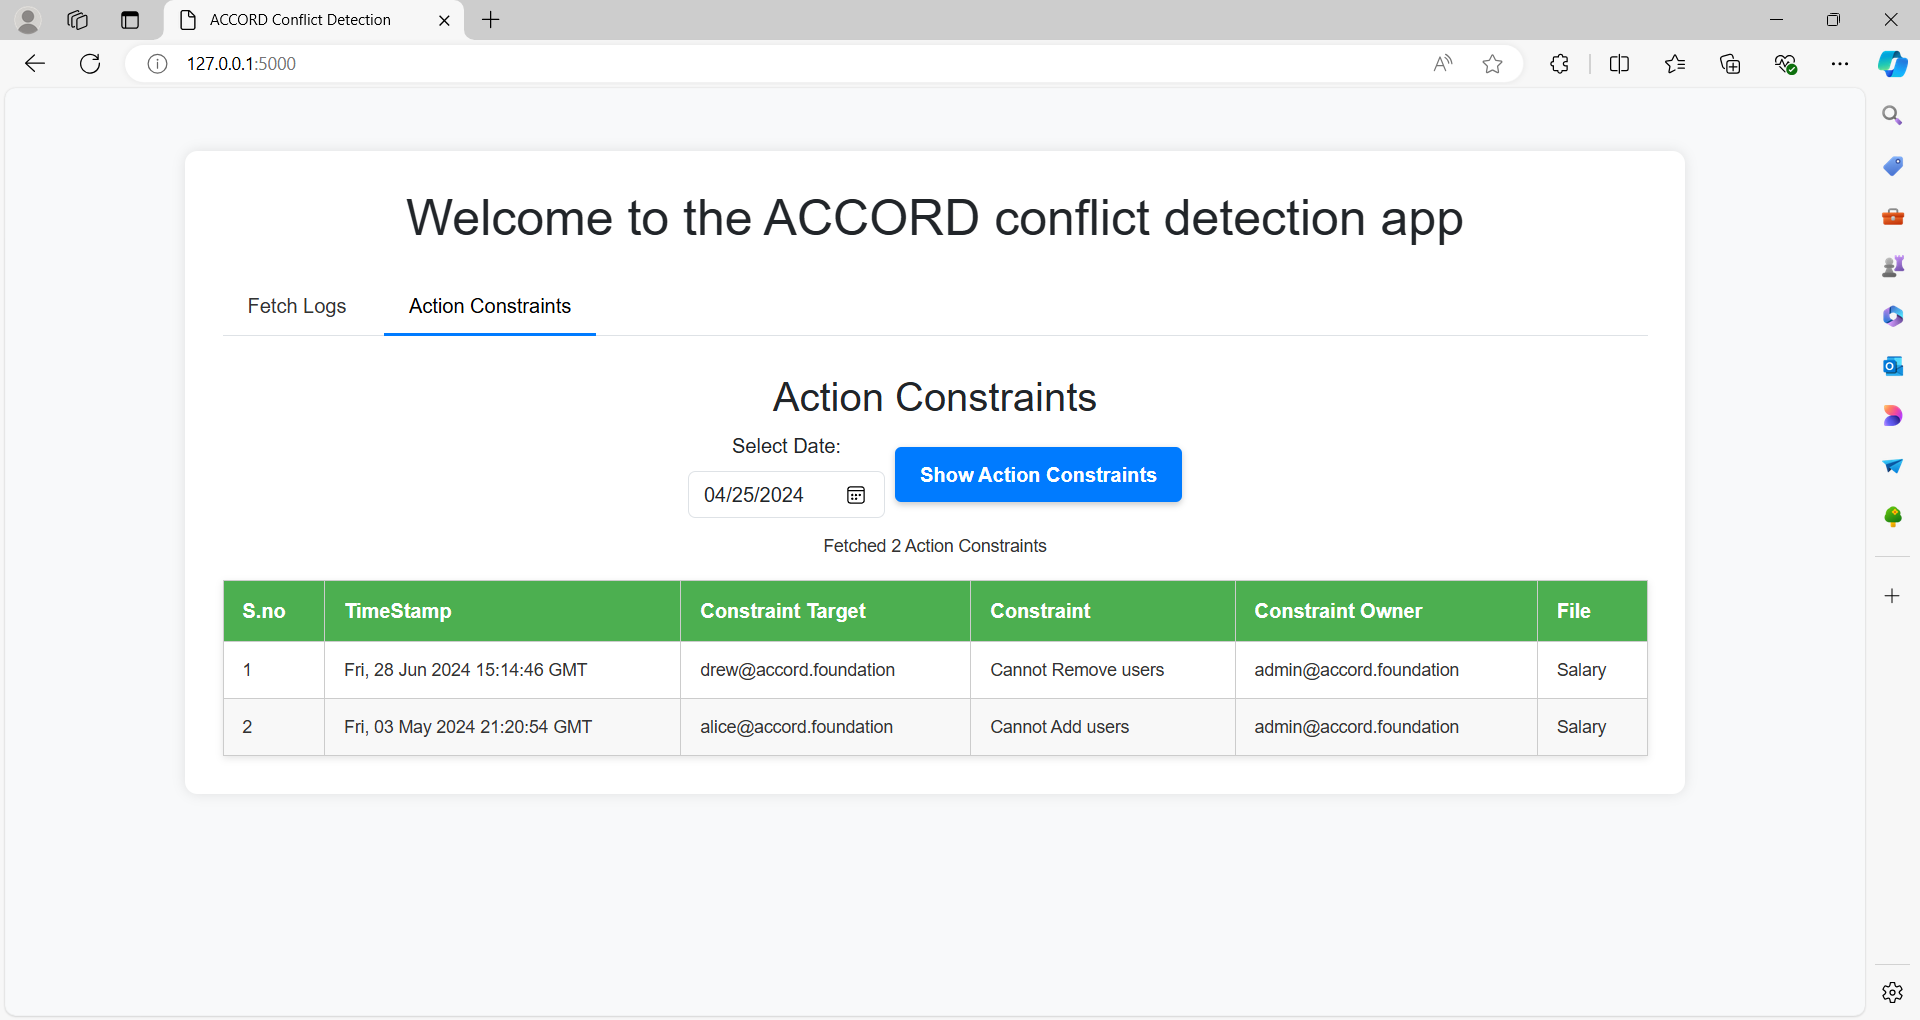 ACCORD Conflict Detection
127.0.0.1:5000
Welcome to the ACCORD conflict detection app
Fetch Logs Action Constraints
Action Constraints
Select Date:
04/25/2024 Show Action Constraints
Fetched 2 Action Constraints
S.no TimeStamp Constraint Target Constraint Constraint Owner File
1 Fri, 28 Jun 2024 15:14:46 GMT drew@accord.foundation Cannot Remove users admin@accord.foundation Salary
2 Fri, 03 May 2024 21:20:54 GMT alice@accord.foundation Cannot Add users admin@accord.foundation Salary